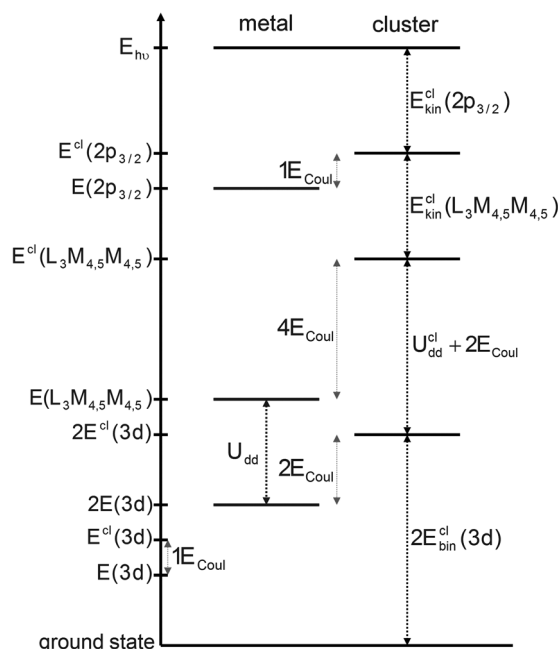 metal cluster
E_hυ
E^cl_kin(2p_3/2)
E^cl(2p_3/2)
1E_Coul
E(2p_3/2)
E^cl_kin(L_3M_4,5M_4,5)
E^cl(L_3M_4,5M_4,5)
4E_Coul
U^cl_dd + 2E_Coul
E(L_3M_4,5M_4,5)
2E^cl(3d)
U_dd
2E_Coul
2E(3d)
E^cl(3d)
2E^cl_bin(3d)
1E_Coul
E(3d)
ground state